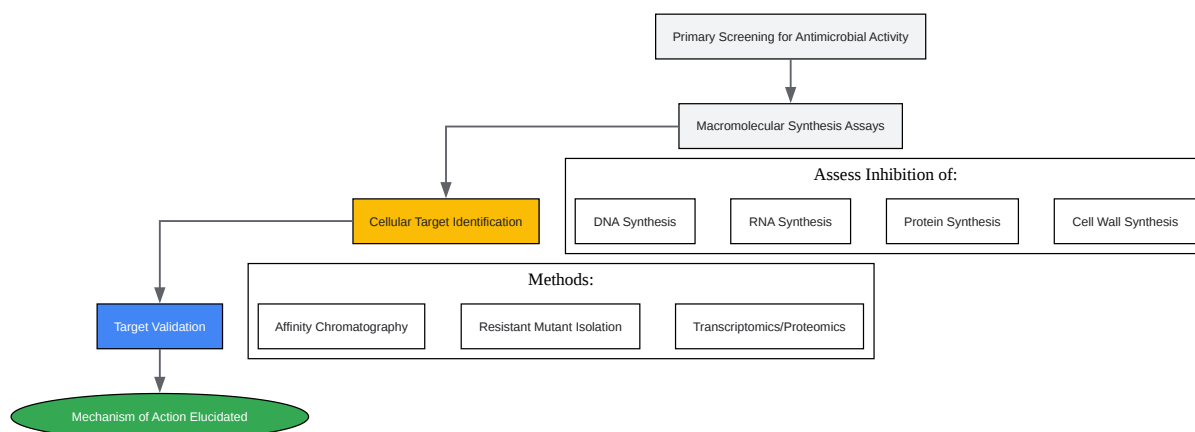 Primary Screening for Antimicrobial Activity
Macromolecular Synthesis Assays
Assess Inhibition of:
Cellular Target Identification
DNA Synthesis
RNA Synthesis
Protein Synthesis
Cell Wall Synthesis
Methods:
Target Validation
Affinity Chromatography
Resistant Mutant Isolation
Transcriptomics/Proteomics
Mechanism of Action Elucidated